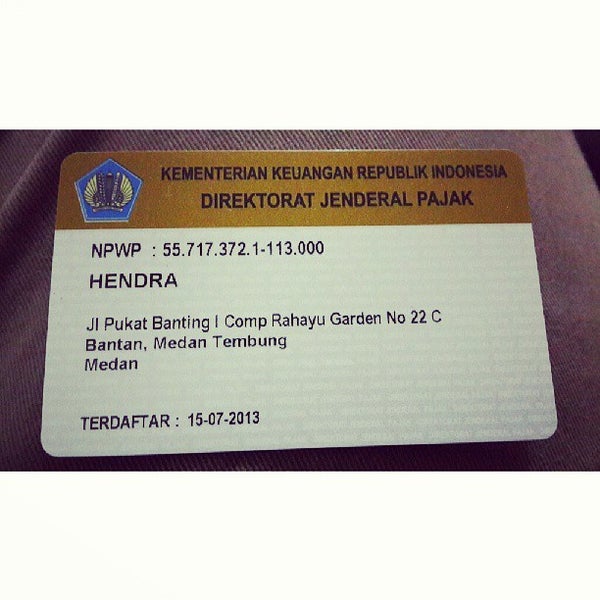 KEMENTERIAN KEUANGAN REPUBLIK INDONESIA
DIREKTORAT JENDERAL PAJAK
NPWP : 55.717.372.1-113.000
HENDRA
Jl Pukat Banting I Comp Rahayu Garden No 22 C
Bantan, Medan Tembung
Medan
TERDAFTAR : 15-07-2013